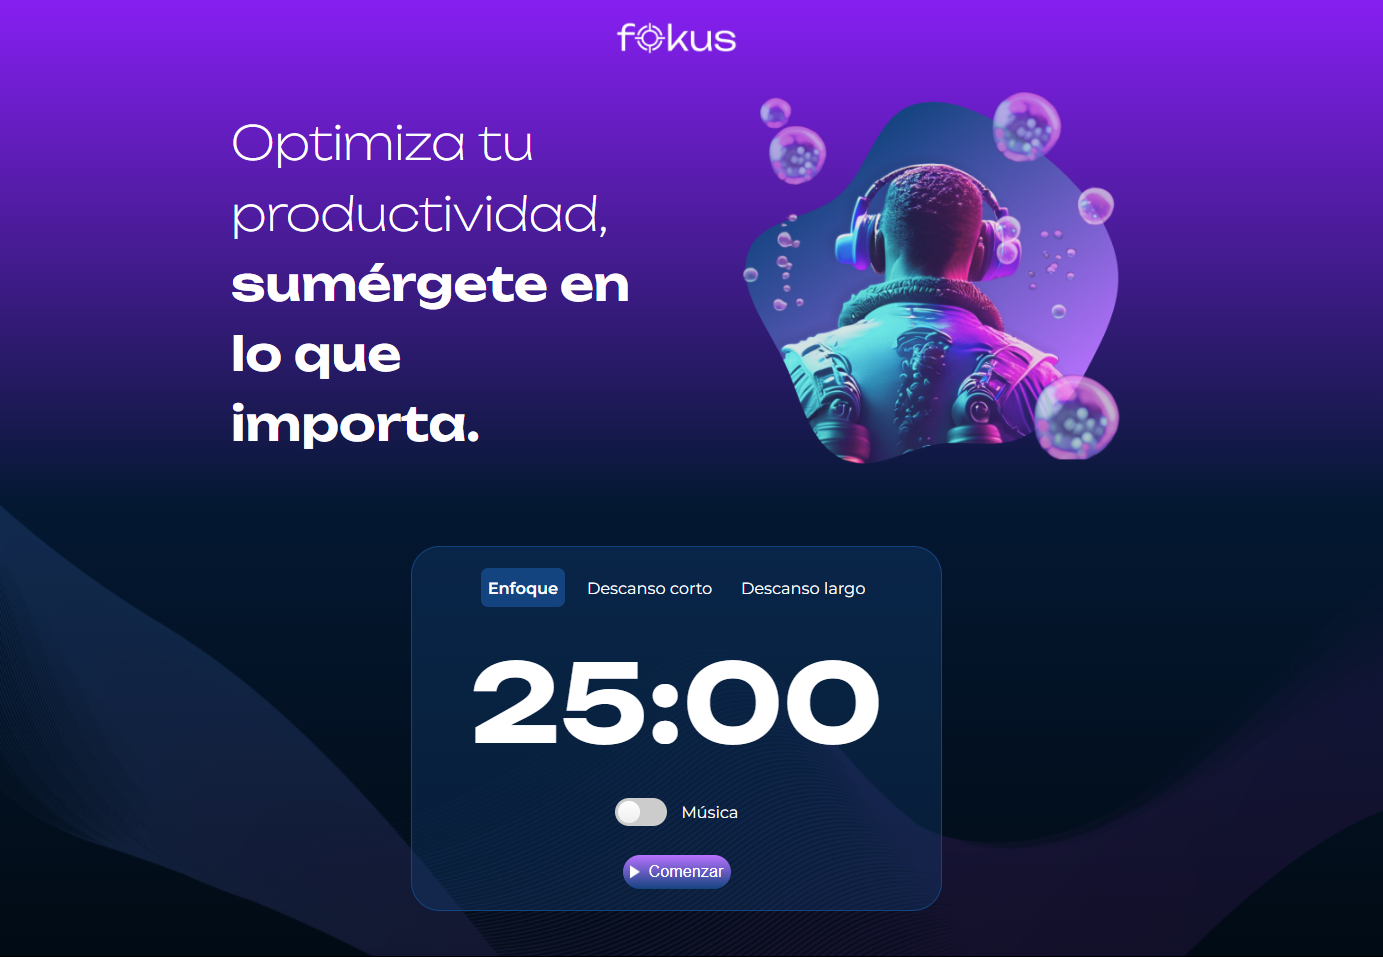 fokus
Optimiza tu
productividad,
sumérgete en
lo que
importa.
Enfoque Descanso corto Descanso largo
25:00
Música
Comenzar